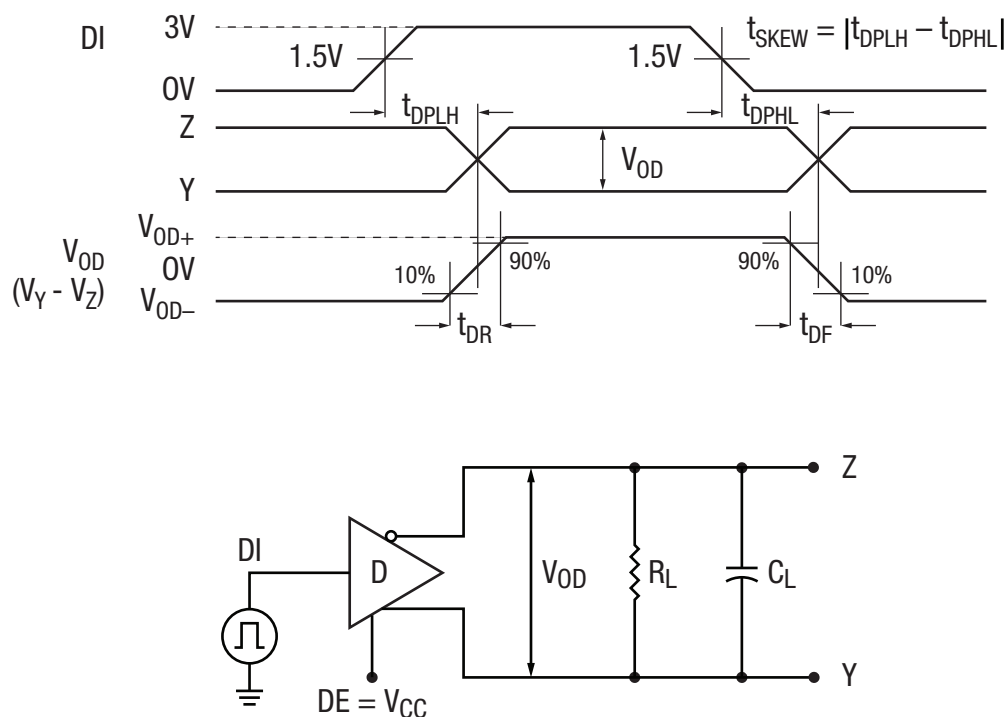 DI
3V
1.5V
1.5V
tSKEW = |tDPLH – tDPHL|
0V
tDPLH
tDPHL
Z
VOD
Y
VOD
(VY - VZ)
VOD+
0V
VOD–
10%
90%
90%
10%
tDR
tDF
Z
DI
D
VOD
RL
CL
DE = VCC
Y